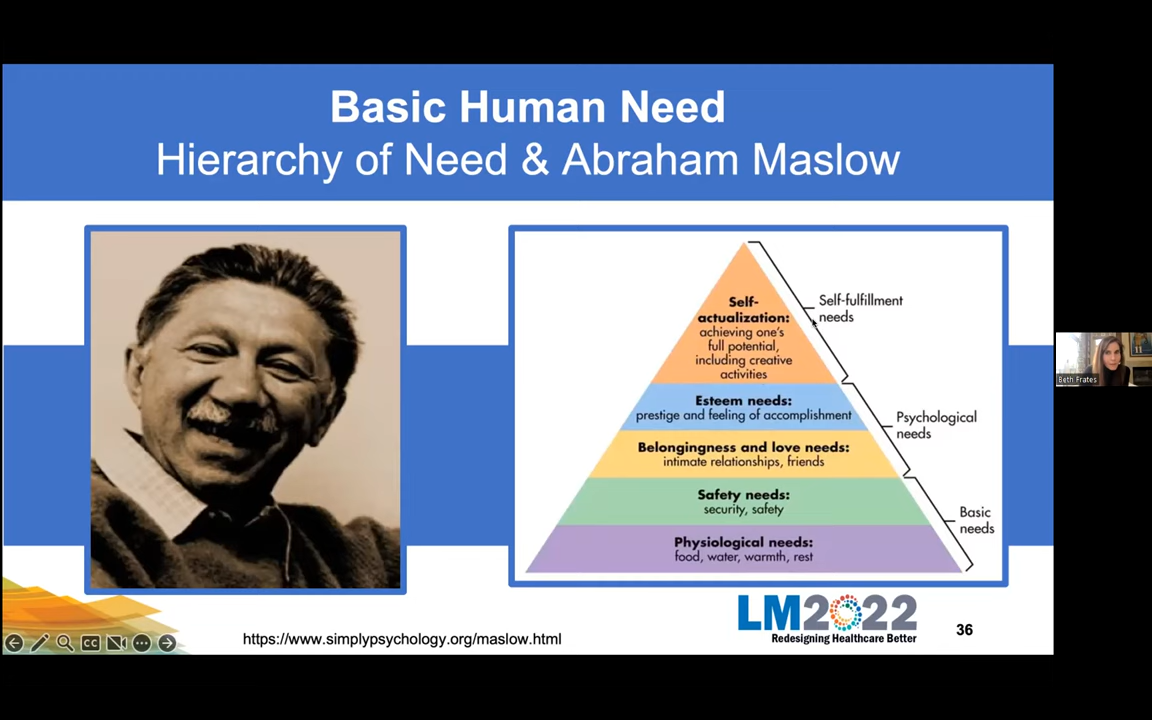 Basic Human Need
Hierarchy of Need & Abraham Maslow
Self-
actualization:
achieving one's
full potential,
including creative
activities
Esteem needs:
prestige and feeling of accomplishment
Belongingness and love needs:
intimate relationships, friends
Safety needs:
security, safety
Physiological needs:
food, water, warmth, rest
Self-fulfillment
needs
Psychological
needs
Basic
needs
Beth Frates
https://www.simplypsychology.org/maslow.html
LM2022
Redesigning Healthcare Better
36
CC